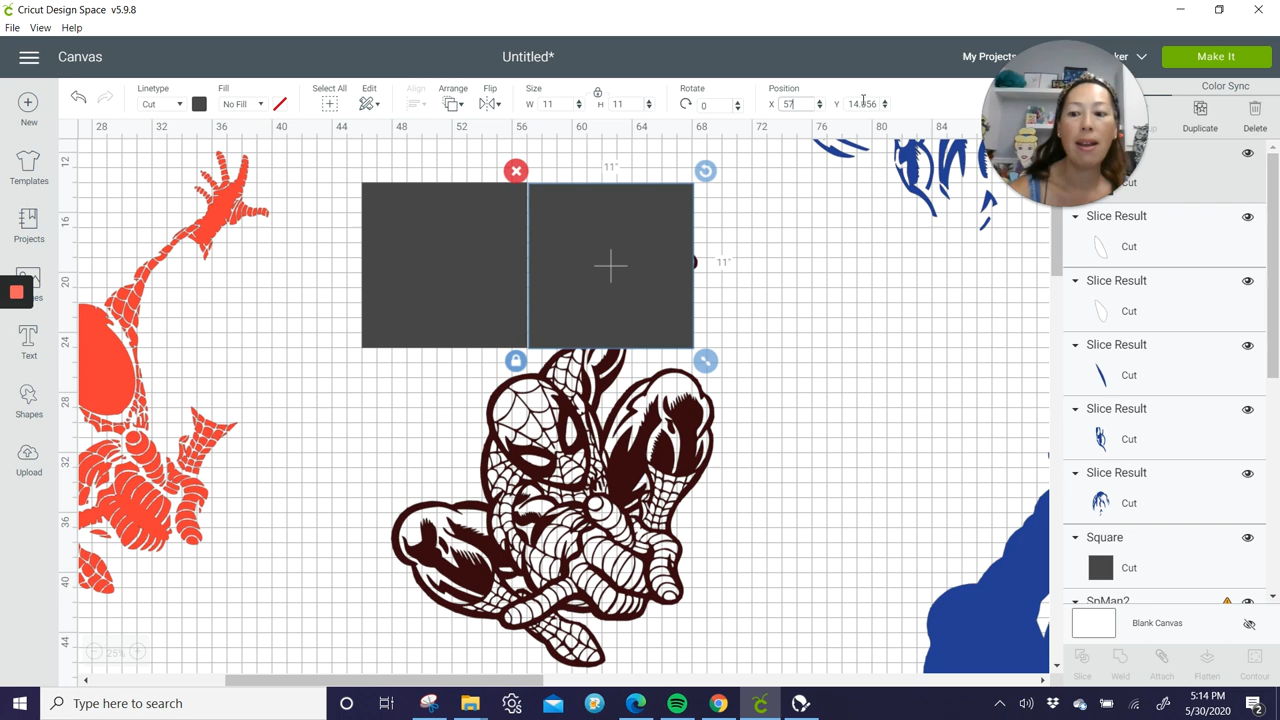 Cricut Design Space v5.9.8
File View Help
Canvas
Untitled*
My Projects
Make It
Linetype
Cut
Fill
No Fill
Select All
Edit
Align
Arrange
Flip
Size
W 11
H 11
Rotate
0
Position
X 57
Y 14.056
Color Sync
Duplicate
Delete
New
Templates
Projects
Text
Shapes
Upload
28 32 36 40 44 48 52 56 60 64 68 72 76 80 84
12
16
20
24
28
32
36
40
44
11"
11"
Cut
Slice Result
Cut
Slice Result
Cut
Slice Result
Cut
Slice Result
Cut
Slice Result
Cut
Square
Cut
SpMan2
Blank Canvas
Slice Weld Attach Flatten Contour
25%
Type here to search
5:14 PM
5/30/2020
2